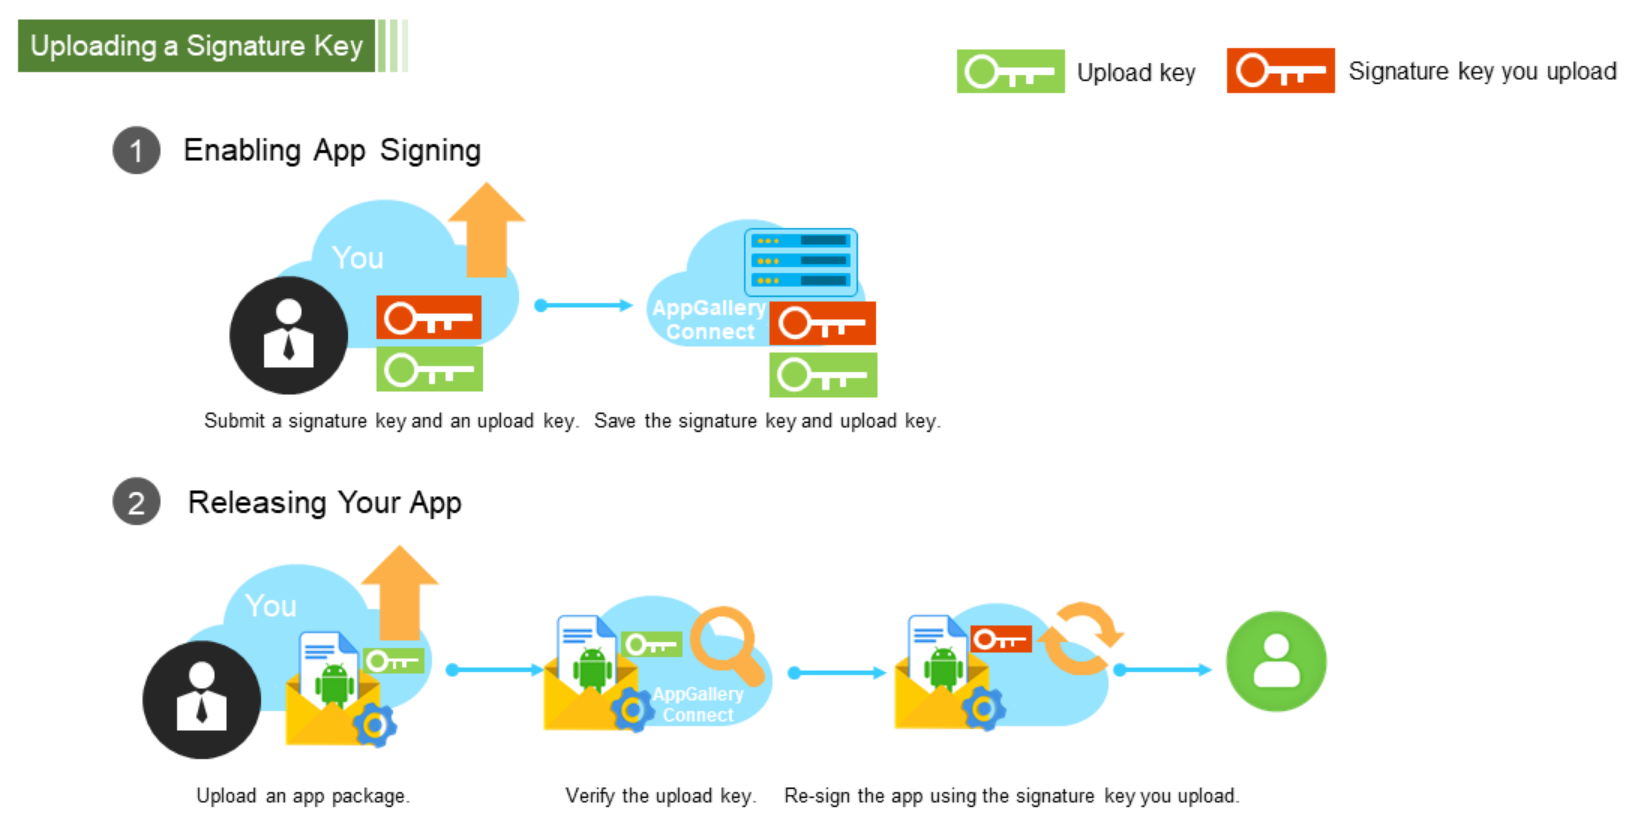 Uploading a Signature Key
Upload key
Signature key you upload
1
Enabling App Signing
You
AppGallery
Connect
Submit a signature key and an upload key.
Save the signature key and upload key.
2
Releasing Your App
You
AppGallery
Connect
Upload an app package.
Verify the upload key.
Re-sign the app using the signature key you upload.